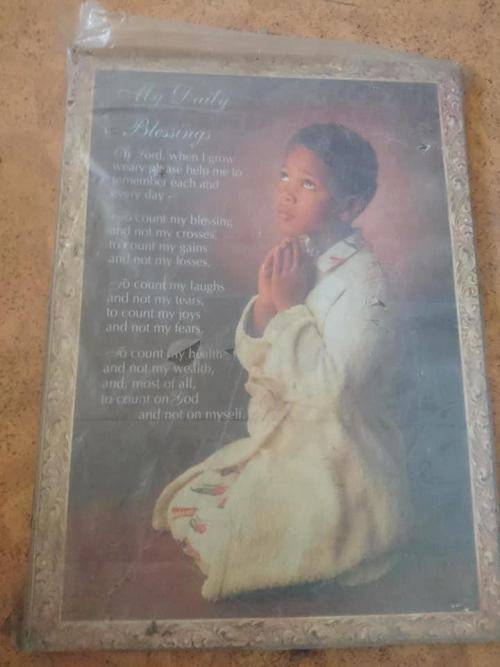 My Daily
Blessings
Oh Lord, when I grow
weary please help me to
remember each and
every day -
To count my blessing
and not my crosses,
to count my gains
and not my losses.
To count my laughs
and not my tears,
to count my joys
and not my fears.
To count my health
and not my wealth,
and, most of all,
to count on God
and not on myself.